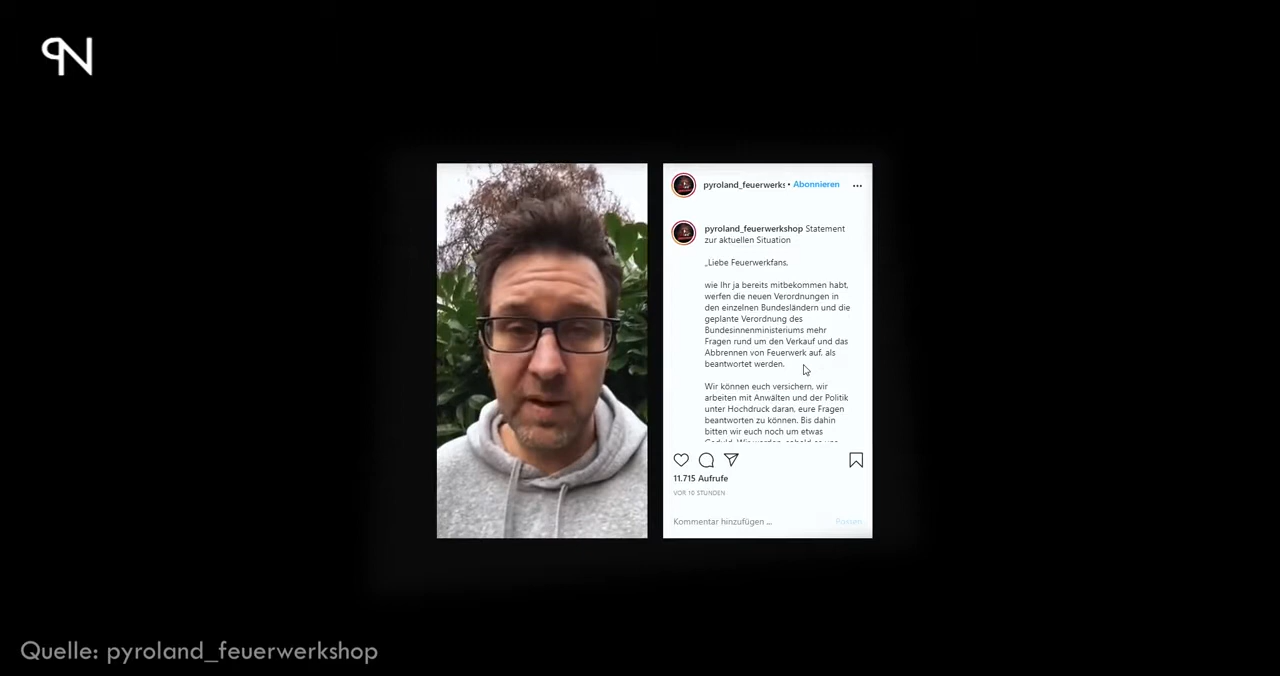 PN
pyroland_feuerwerks • Abonnieren
pyroland_feuerwerkshop Statement
zur aktuellen Situation
„Liebe Feuerwerkfans,
wie Ihr ja bereits mitbekommen habt,
werfen die neuen Verordnungen in
den einzelnen Bundesländern und die
geplante Verordnung des
Bundesinnenministeriums mehr
Fragen rund um den Verkauf und das
Abbrennen von Feuerwerk auf, als
beantwortet werden.
Wir können euch versichern, wir
arbeiten mit Anwälten und der Politik
unter Hochdruck daran, eure Fragen
beantworten zu können. Bis dahin
bitten wir euch noch um etwas
11.715 Aufrufe
VOR 10 STUNDEN
Kommentar hinzufügen ... Posten
Quelle: pyroland_feuerwerkshop